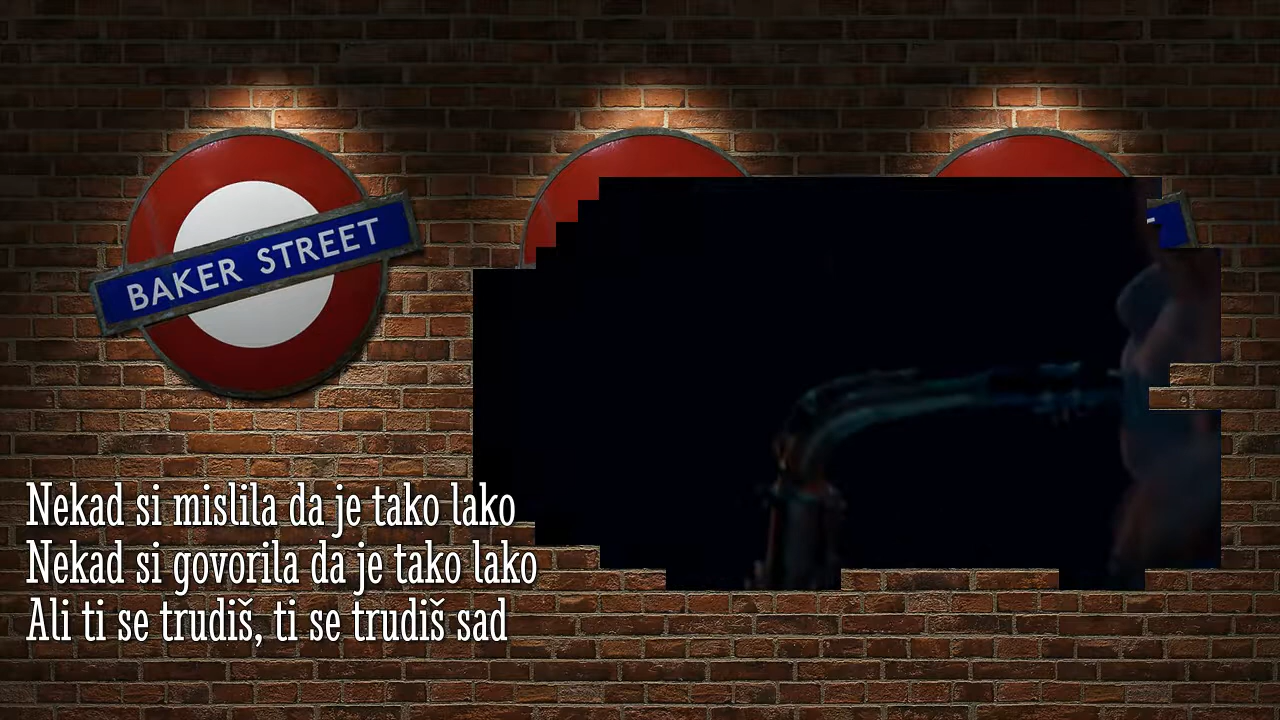 BAKER STREET
Nekad si mislila da je tako lako
Nekad si govorila da je tako lako
Ali ti se trudiš, ti se trudiš sad